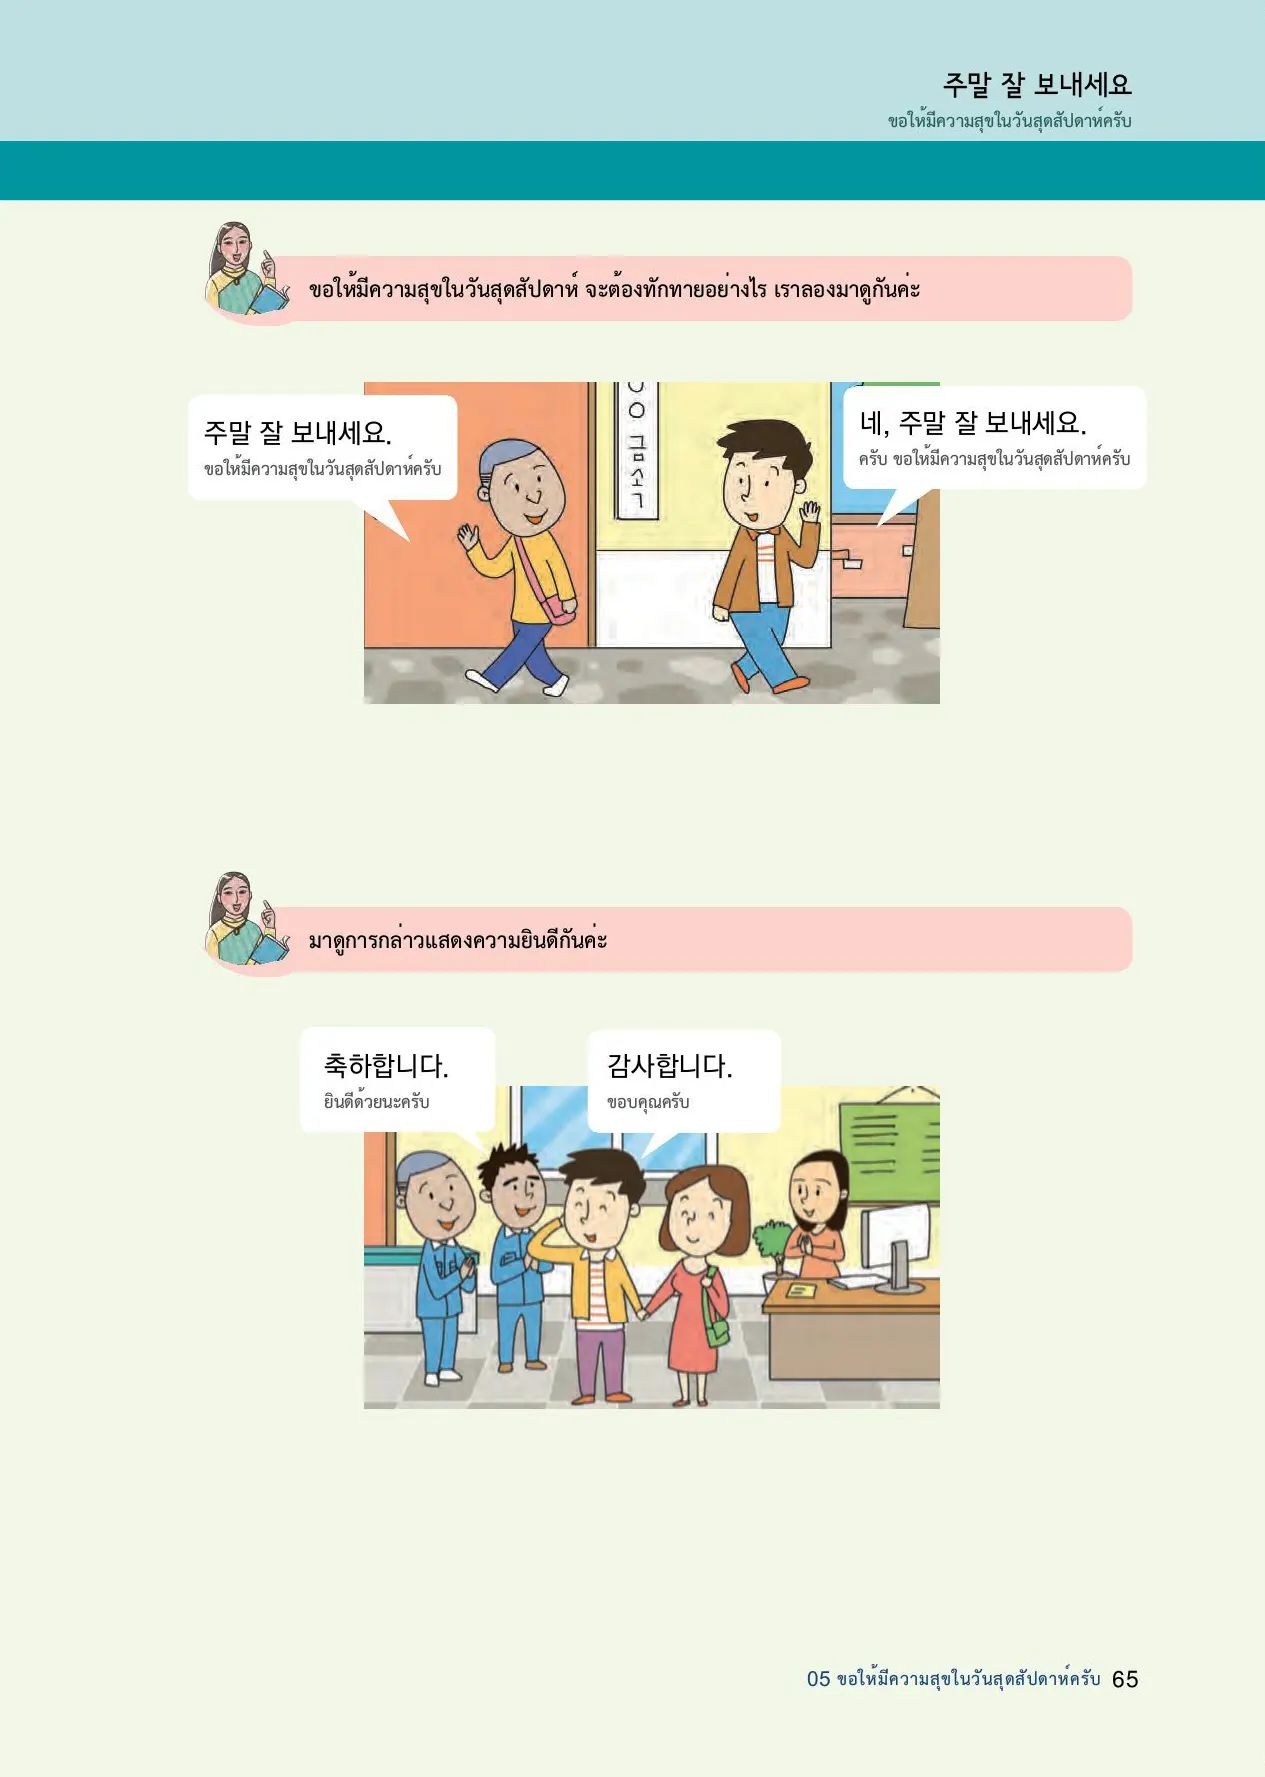 주말 잘 보내세요
ขอให้มีความสุขในวันสุดสัปดาห์ครับ
ขอให้มีความสุขในวันสุดสัปดาห์ จะต้องทักทายอย่างไร เราลองมาดูกันค่ะ
주말 잘 보내세요.
ขอให้มีความสุขในวันสุดสัปดาห์ครับ
네, 주말 잘 보내세요.
ครับ ขอให้มีความสุขในวันสุดสัปดาห์ครับ
금
소
มาดูการกล่าวแสดงความยินดีกันค่ะ
축하합니다.
ยินดีด้วยนะครับ
감사합니다.
ขอบคุณครับ
05 ขอให้มีความสุขในวันสุดสัปดาห์ครับ 65